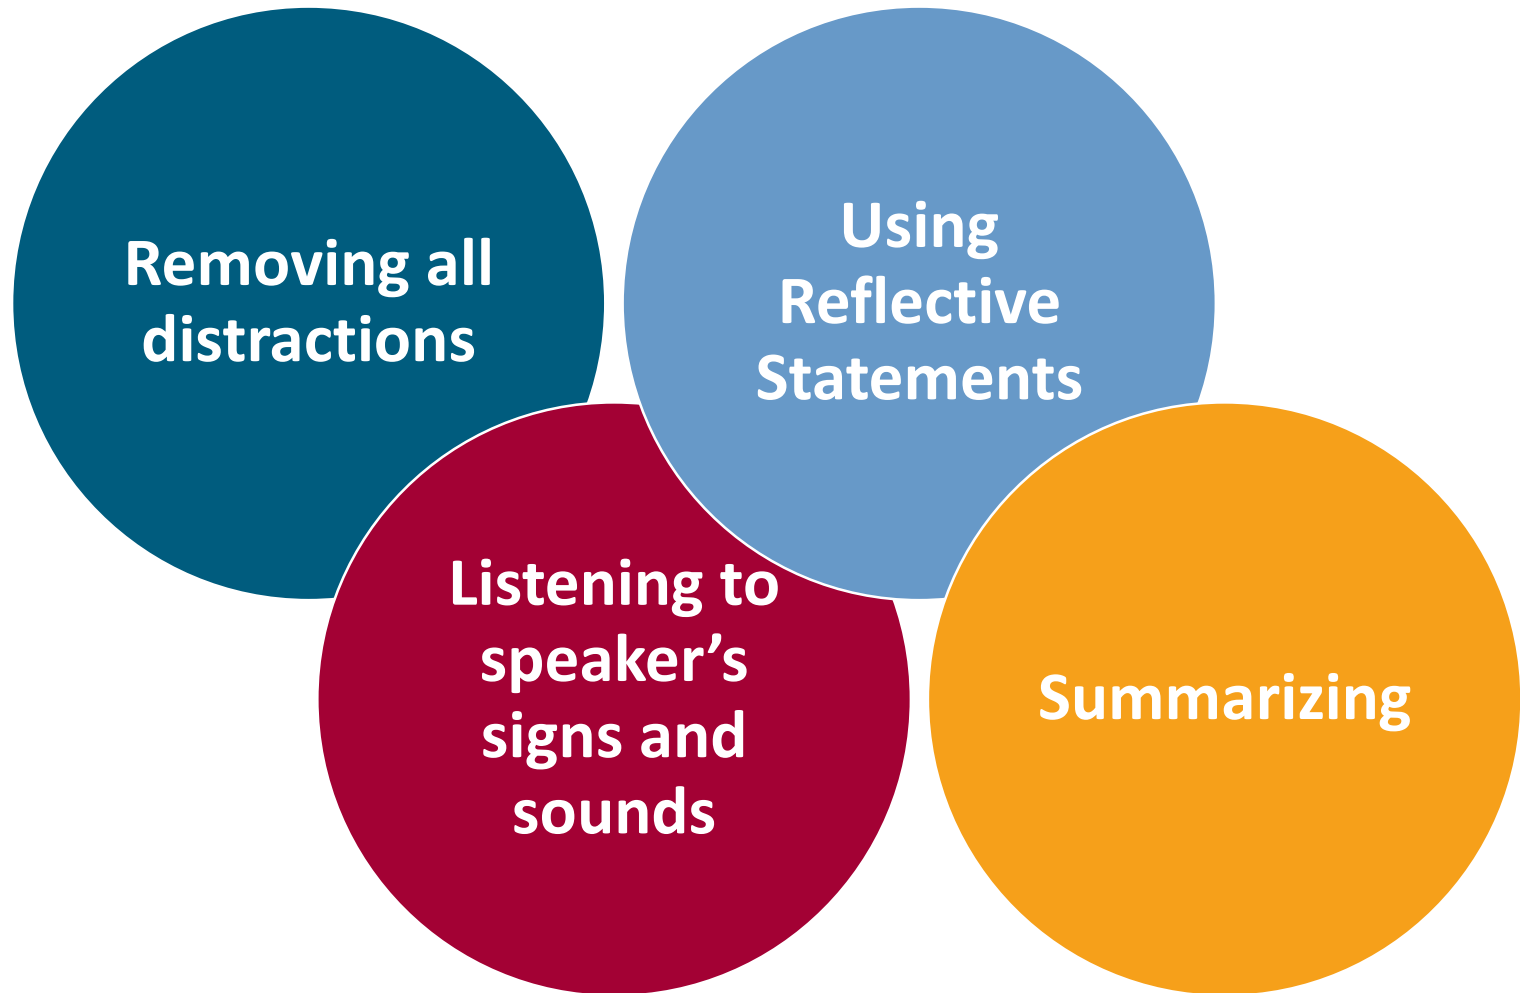 Removing all
distractions
Listening to
speaker’s
signs and
sounds
Using
Reflective
Statements
Summarizing